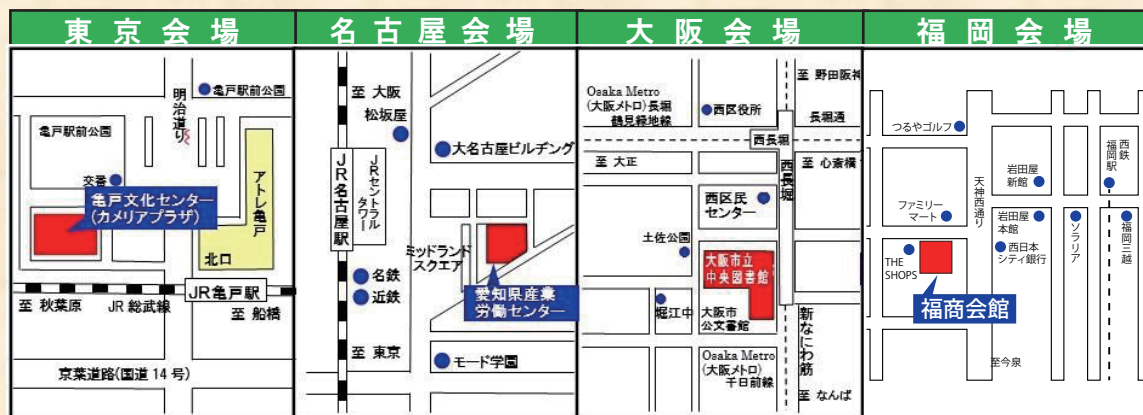 東京会場
明治通り
亀戸駅前公園
亀戸駅前公園
交番
亀戸文化センター
(カメリアプラザ)
アトレ亀戸
北口
JR亀戸駅
至 秋葉原
JR 総武線
至 船橋
京葉道路(国道14号)
名古屋会場
至 大阪
松坂屋
大名古屋ビルヂング
JR名古屋駅
JRセントラル
タワー
ミッドランド
スクエア
名鉄
近鉄
愛知県産業
労働センター
至 東京
モード学園
大阪会場
至 野田阪神
Osaka Metro
(大阪メトロ)長堀
鶴見緑地線
西区役所
長堀通
西長堀
至 大正
至 心斎橋
西長堀
西区民
センター
土佐公園
大阪市立
中央図書館
堀江中
大阪市
公文書館
新なにわ筋
Osaka Metro
(大阪メトロ)
千日前線
至 なんば
福岡会場
つるやゴルフ
西鉄
福岡駅
岩田屋
新館
天神西通り
ファミリー
マート
岩田屋
本館
西日本
シティ銀行
ソラリア
福岡三越
THE
SHOPS
福商会館
至今泉